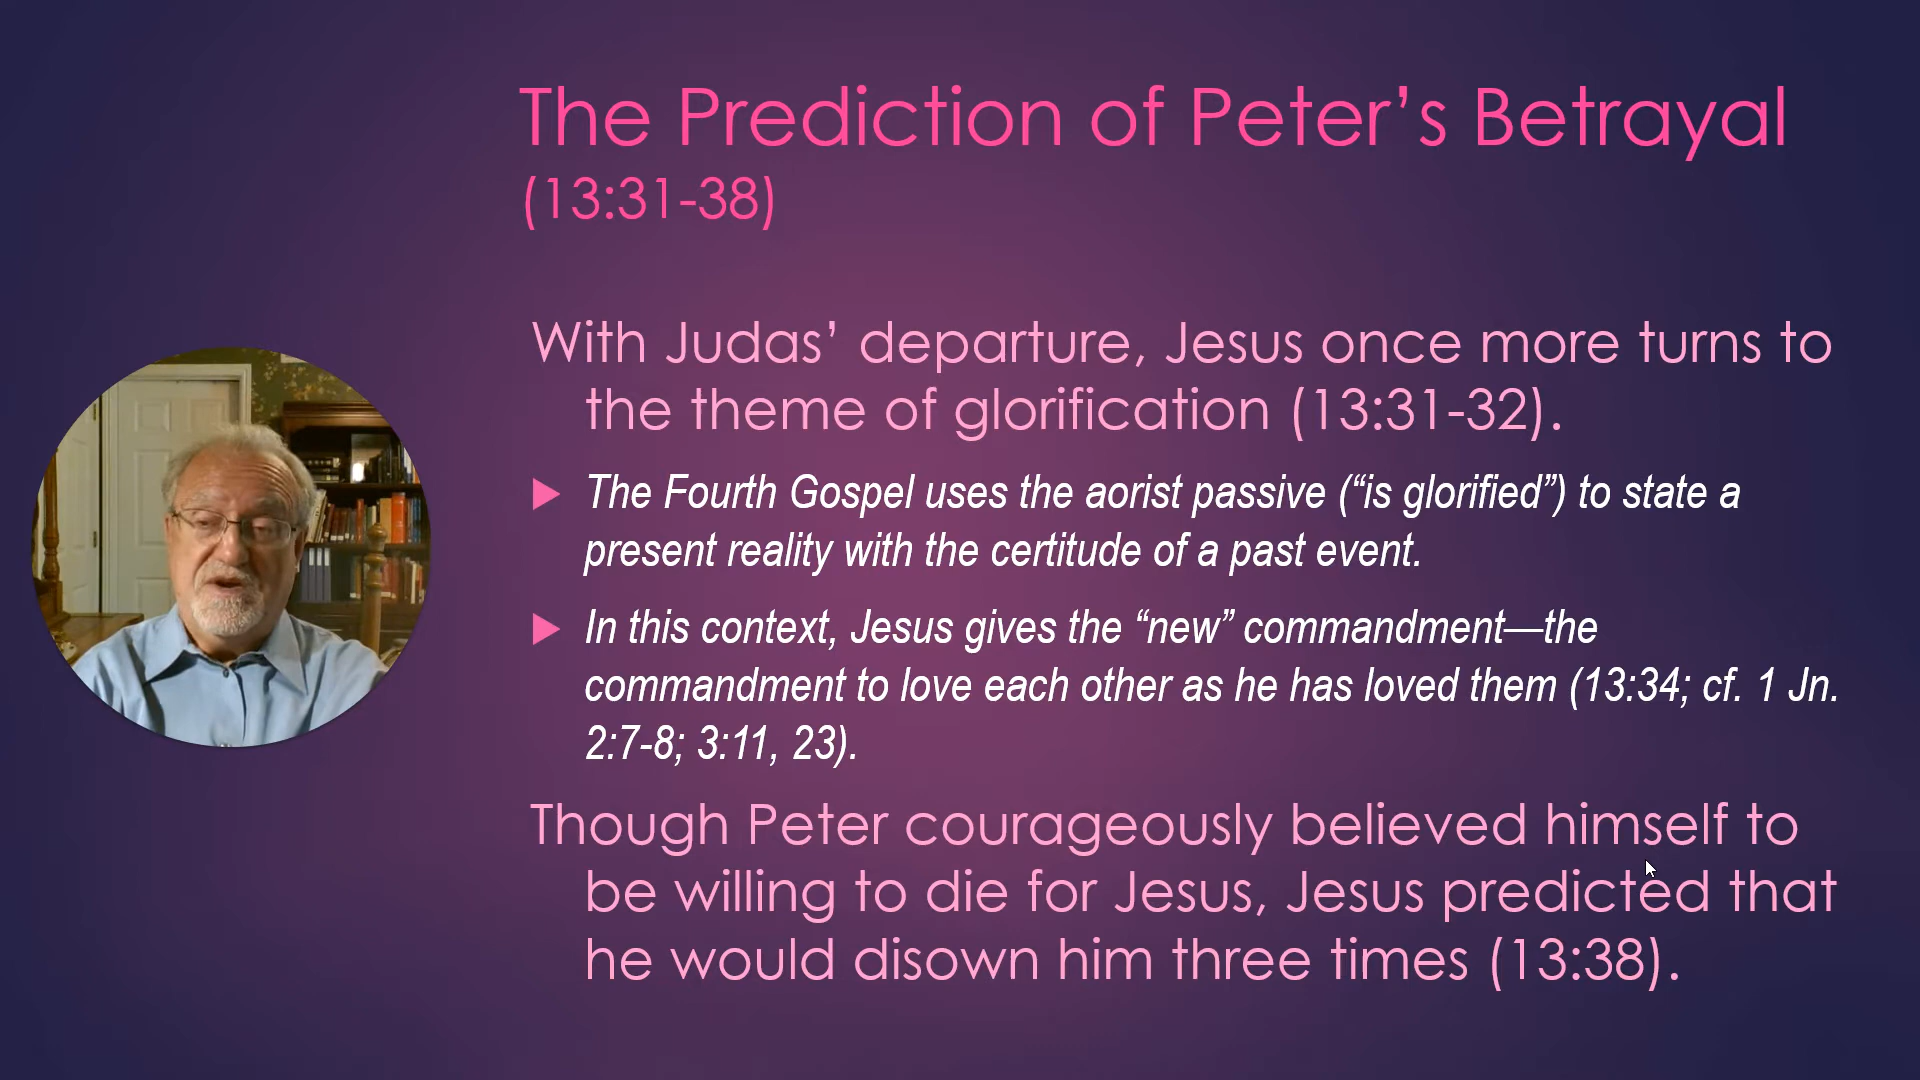 The Prediction of Peter’s Betrayal
(13:31-38)
With Judas’ departure, Jesus once more turns to
the theme of glorification (13:31-32).
The Fourth Gospel uses the aorist passive (“is glorified”) to state a
present reality with the certitude of a past event.
In this context, Jesus gives the “new” commandment—the
commandment to love each other as he has loved them (13:34; cf. 1 Jn.
2:7-8; 3:11, 23).
Though Peter courageously believed himself to
be willing to die for Jesus, Jesus predicted that
he would disown him three times (13:38).